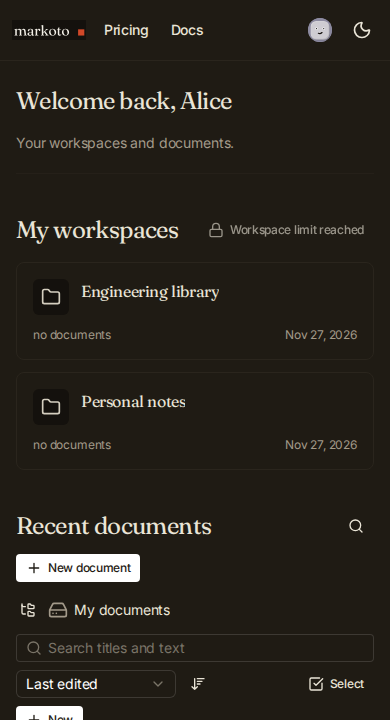 markoto Pricing Docs
Welcome back, Alice
Your workspaces and documents.
My workspaces Workspace limit reached
Engineering library
no documents Nov 27, 2026
Personal notes
no documents Nov 27, 2026
Recent documents
New document
My documents
Search titles and text
Last edited Select
New